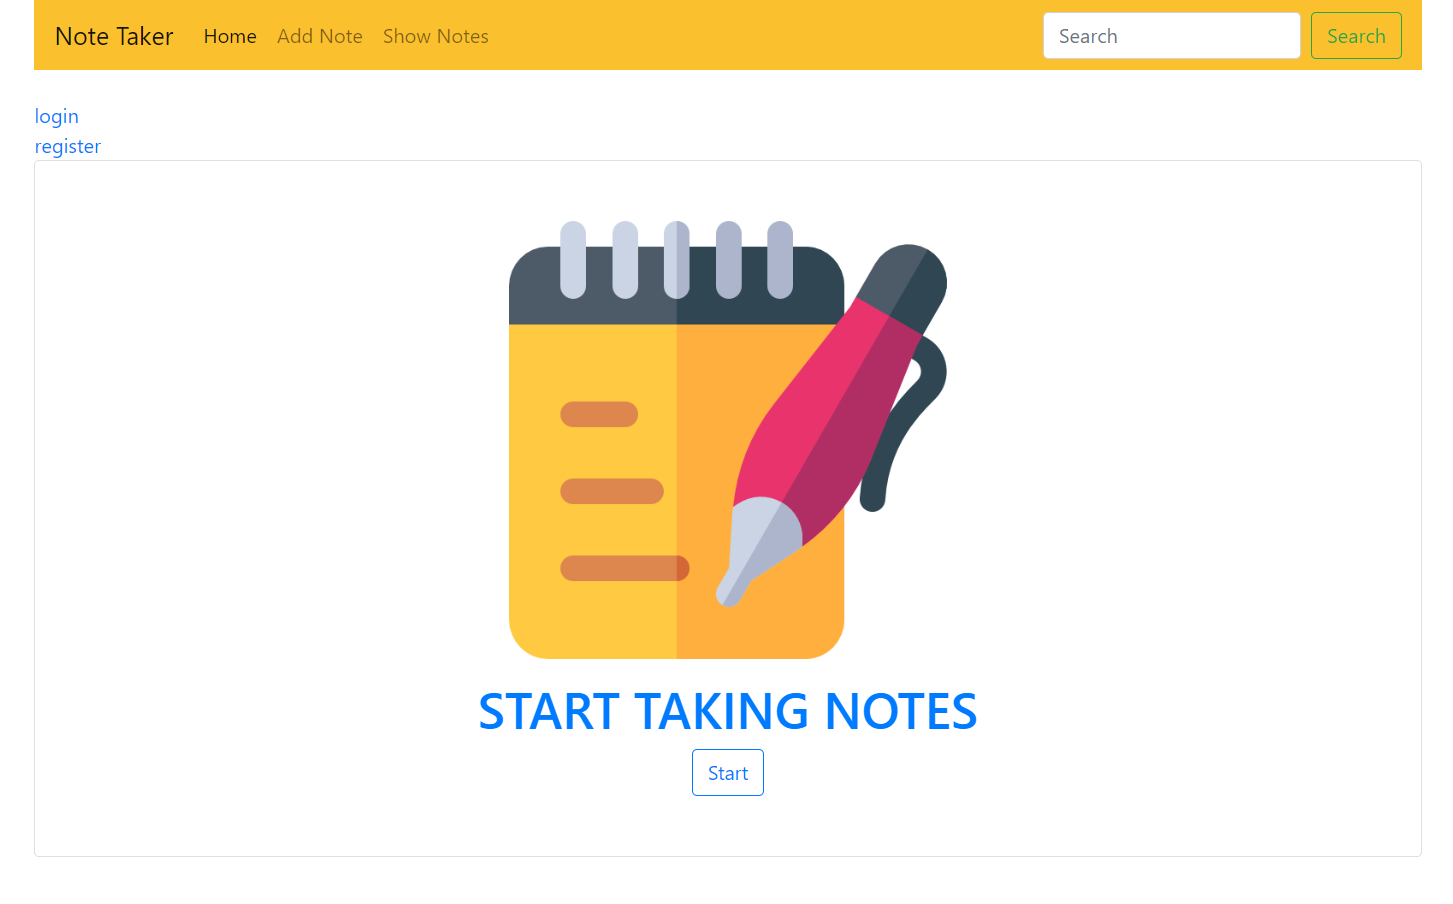 Note Taker Home Add Note Show Notes Search Search
login
register
START TAKING NOTES
Start